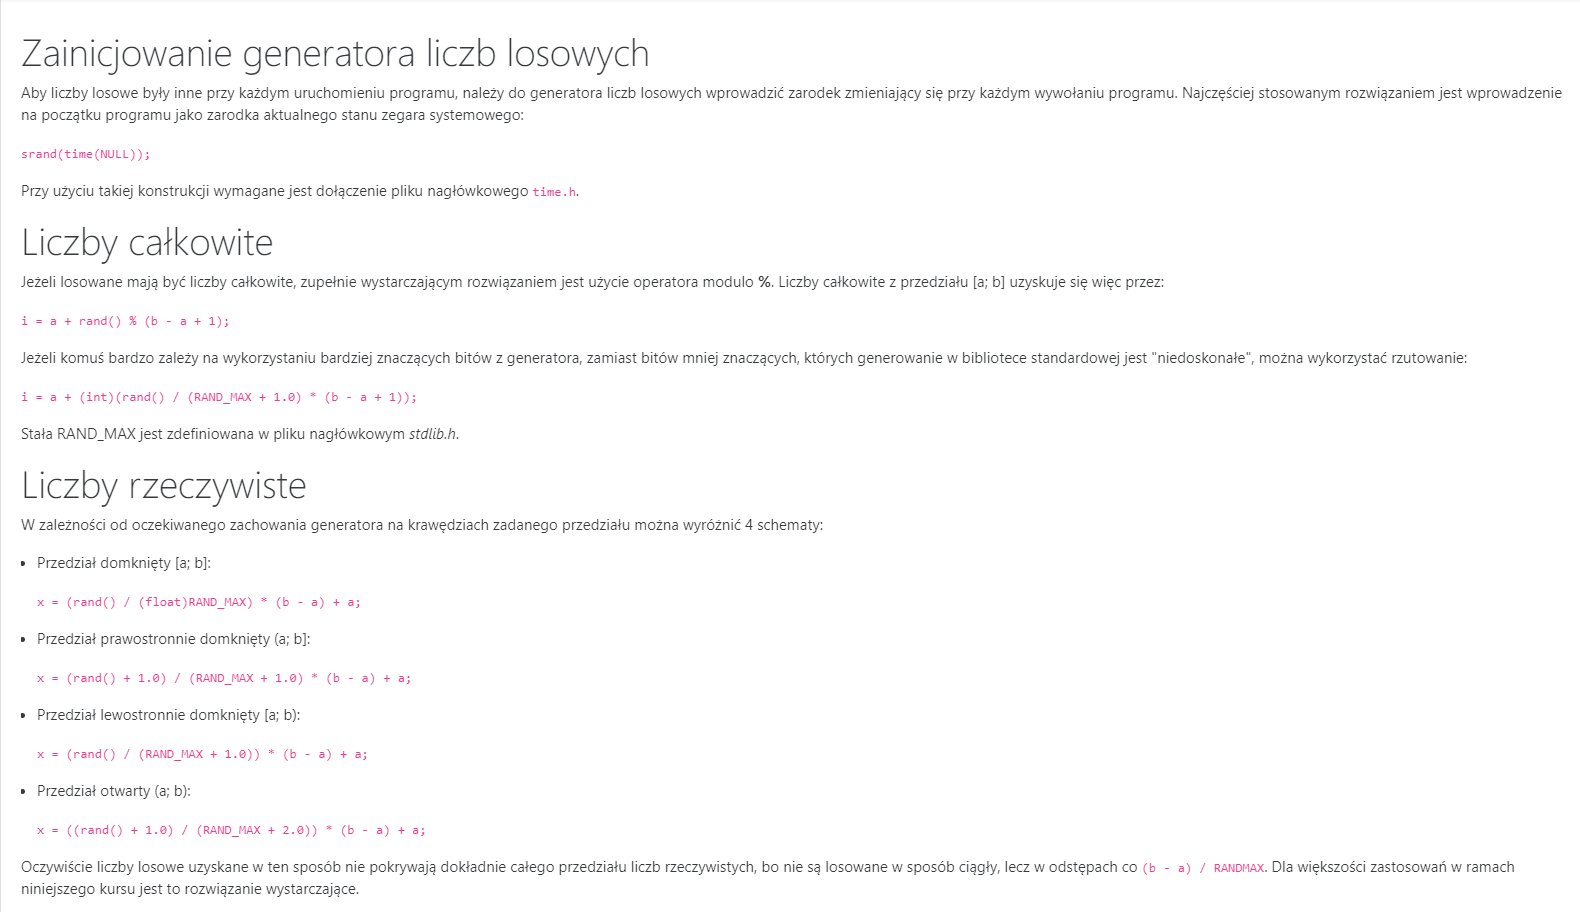 Zainicjowanie generatora liczb losowych
Aby liczby losowe były inne przy każdym uruchomieniu programu, należy do generatora liczb losowych wprowadzić zarodek zmieniający się przy każdym wywołaniu programu. Najczęściej stosowanym rozwiązaniem jest wprowadzenie
na początku programu jako zarodka aktualnego stanu zegara systemowego:
srand(time(NULL));
Przy użyciu takiej konstrukcji wymagane jest dołączenie pliku nagłówkowego time.h.
Liczby całkowite
Jeżeli losowane mają być liczby całkowite, zupełnie wystarczającym rozwiązaniem jest użycie operatora modulo %. Liczby całkowite z przedziału [a; b] uzyskuje się więc przez:
i = a + rand() % (b - a + 1);
Jeżeli komuś bardzo zależy na wykorzystaniu bardziej znaczących bitów z generatora, zamiast bitów mniej znaczących, których generowanie w bibliotece standardowej jest "niedoskonałe", można wykorzystać rzutowanie:
i = a + (int)(rand() / (RAND_MAX + 1.0) * (b - a + 1));
Stała RAND_MAX jest zdefiniowana w pliku nagłówkowym stdlib.h.
Liczby rzeczywiste
W zależności od oczekiwanego zachowania generatora na krawędziach zadanego przedziału można wyróżnić 4 schematy:
• Przedział domknięty [a; b]:
x = (rand() / (float)RAND_MAX) * (b - a) + a;
• Przedział prawostronnie domknięty (a; b]:
x = (rand() + 1.0) / (RAND_MAX + 1.0) * (b - a) + a;
• Przedział lewostronnie domknięty [a; b):
x = (rand() / (RAND_MAX + 1.0)) * (b - a) + a;
• Przedział otwarty (a; b):
x = ((rand() + 1.0) / (RAND_MAX + 2.0)) * (b - a) + a;
Oczywiście liczby losowe uzyskane w ten sposób nie pokrywają dokładnie całego przedziału liczb rzeczywistych, bo nie są losowane w sposób ciągły, lecz w odstępach co (b - a) / RANDMAX. Dla większości zastosowań w ramach
niniejszego kursu jest to rozwiązanie wystarczające.